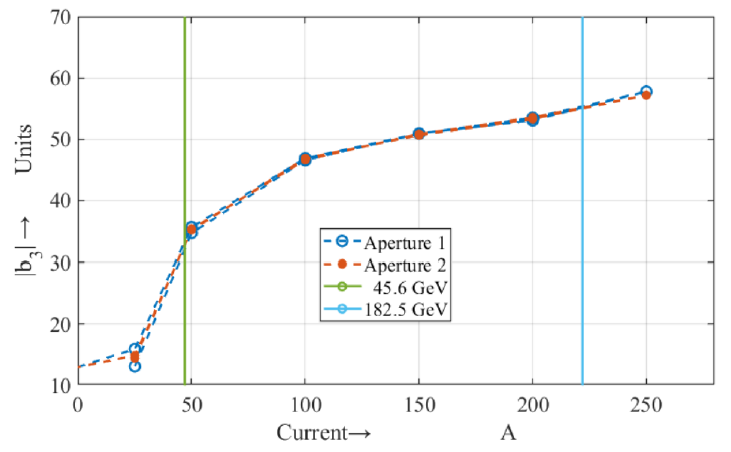 70
60
50
40
30
20
10
|b3| → Units
Aperture 1
Aperture 2
45.6 GeV
182.5 GeV
0 50 100 150 200 250
Current→ A